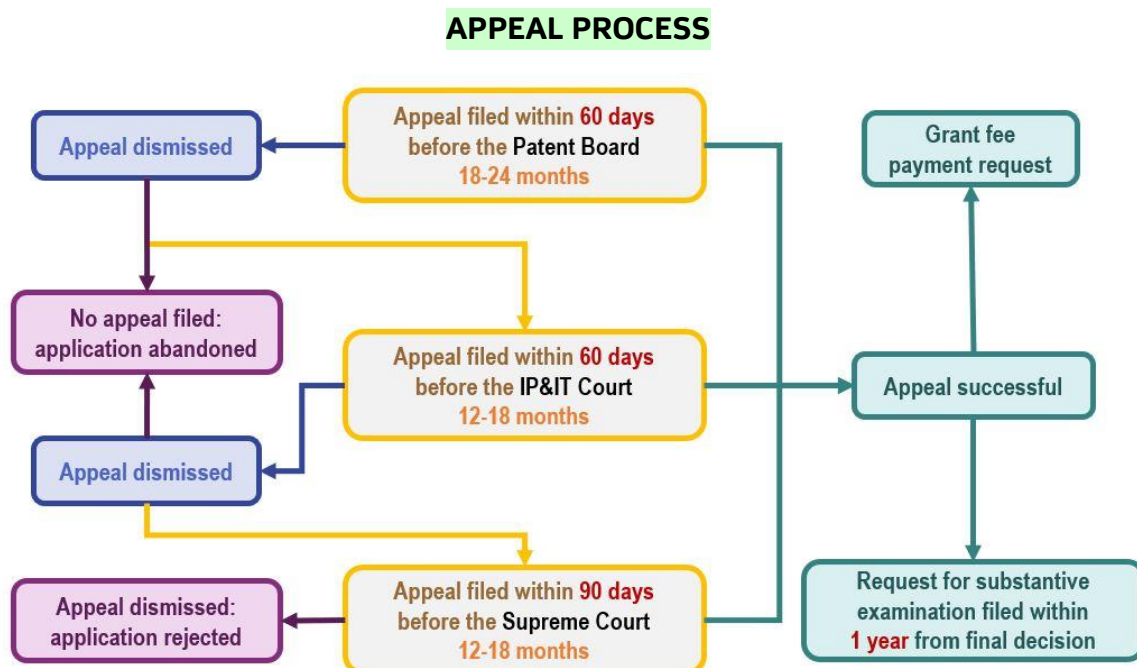 APPEAL PROCESS
Appeal dismissed
Appeal filed within 60 days
before the Patent Board
18-24 months
Grant fee
payment request
No appeal filed:
application abandoned
Appeal filed within 60 days
before the IP&IT Court
12-18 months
Appeal successful
Appeal dismissed
Appeal dismissed:
application rejected
Appeal filed within 90 days
before the Supreme Court
12-18 months
Request for substantive
examination filed within
1 year from final decision